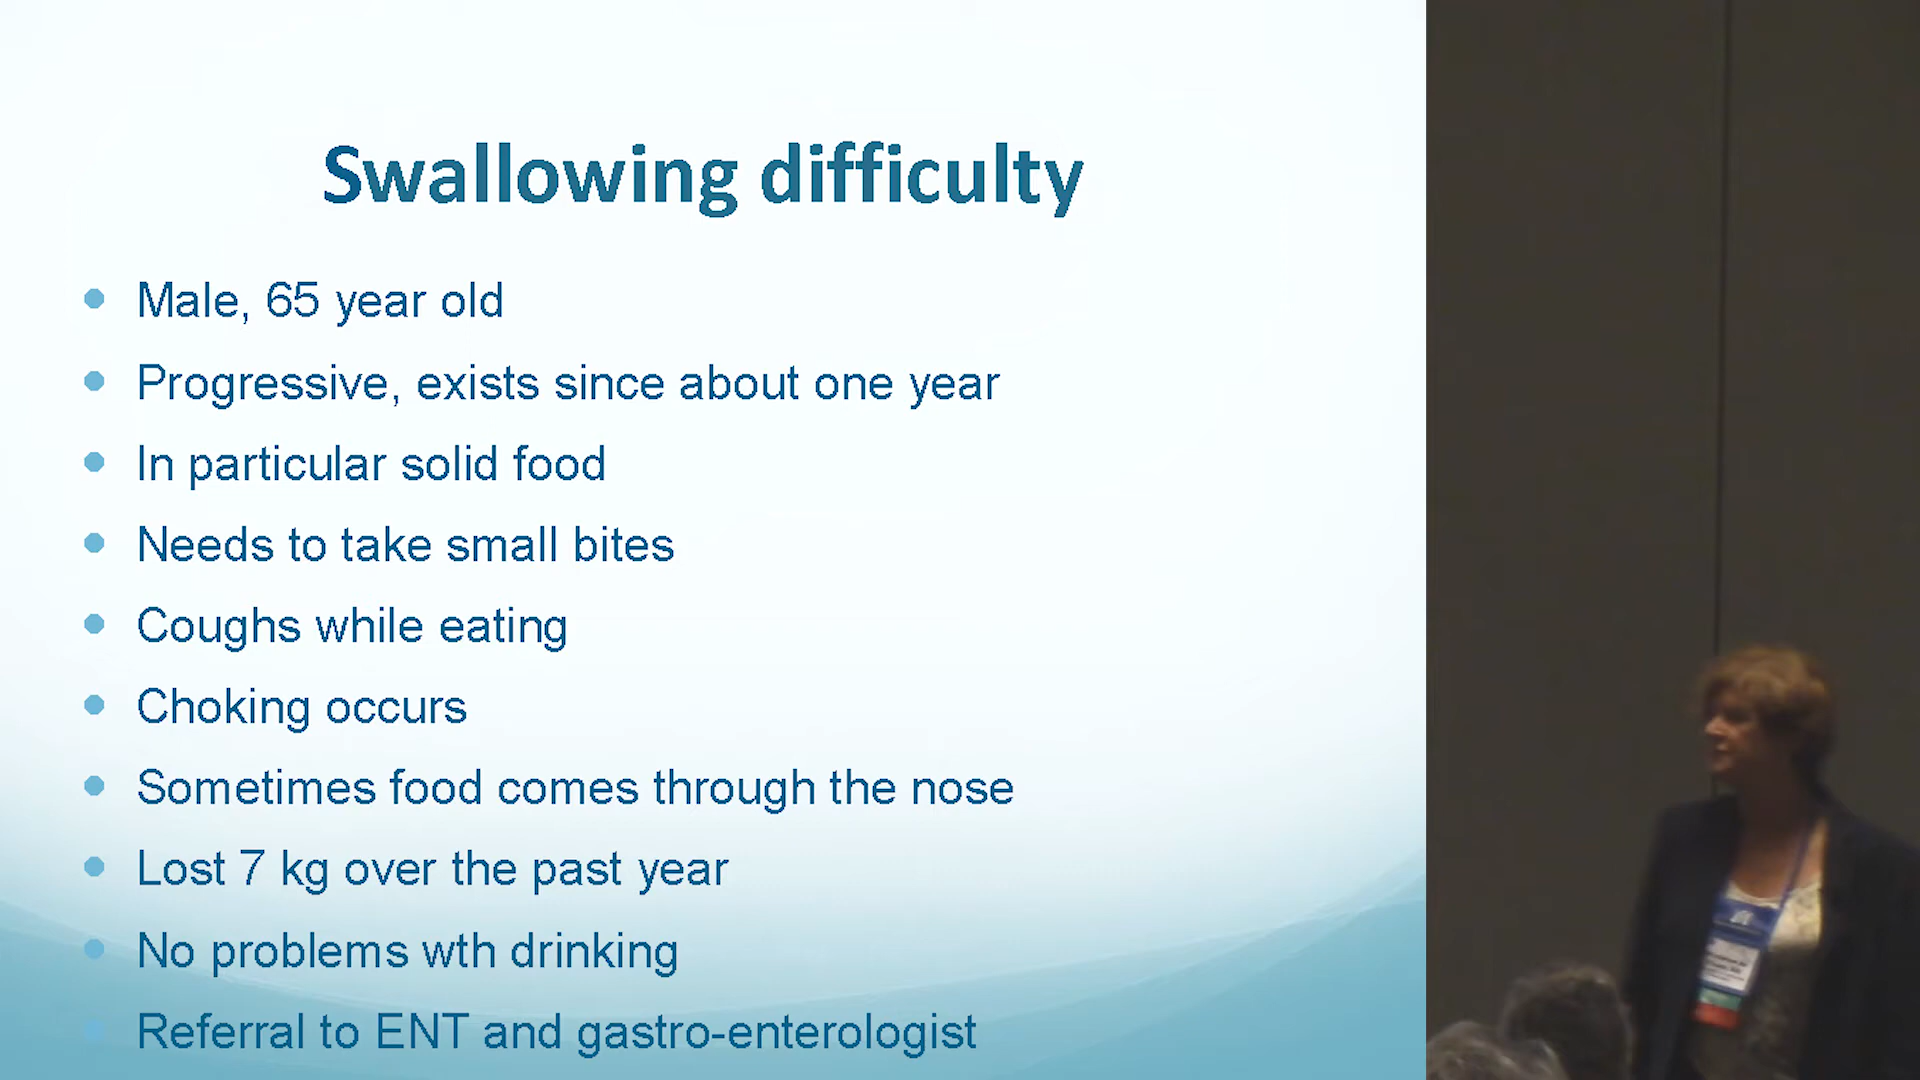 Swallowing difficulty
Male, 65 year old
Progressive, exists since about one year
In particular solid food
Needs to take small bites
Coughs while eating
Choking occurs
Sometimes food comes through the nose
Lost 7 kg over the past year
No problems wth drinking
Referral to ENT and gastro-enterologist